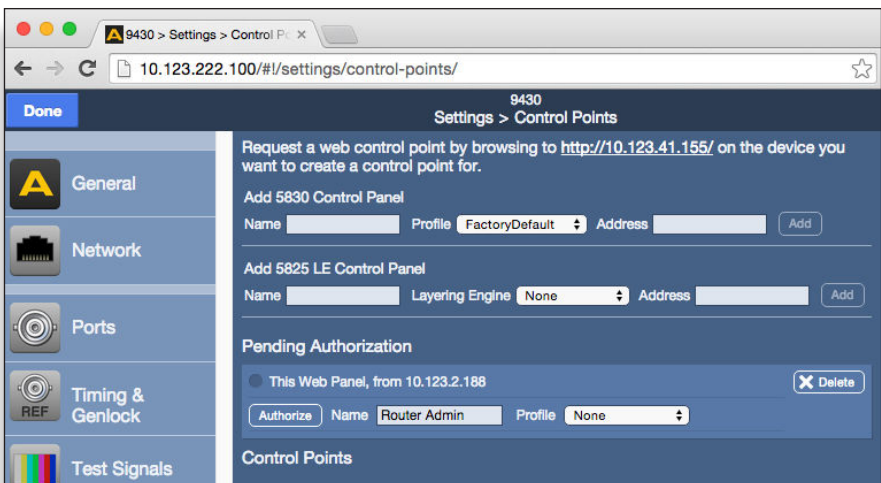 9430 > Settings > Control Po
10.123.222.100/#!/settings/control-points/
Done
9430
Settings > Control Points
General
Network
Ports
REF
Timing &
Genlock
Test Signals
Request a web control point by browsing to http://10.123.41.155/ on the device you
want to create a control point for.
Add 5830 Control Panel
Name Profile FactoryDefault Address Add
Add 5825 LE Control Panel
Name Layering Engine None Address Add
Pending Authorization
This Web Panel, from 10.123.2.188 Delete
Authorize Name Router Admin Profile None
Control Points